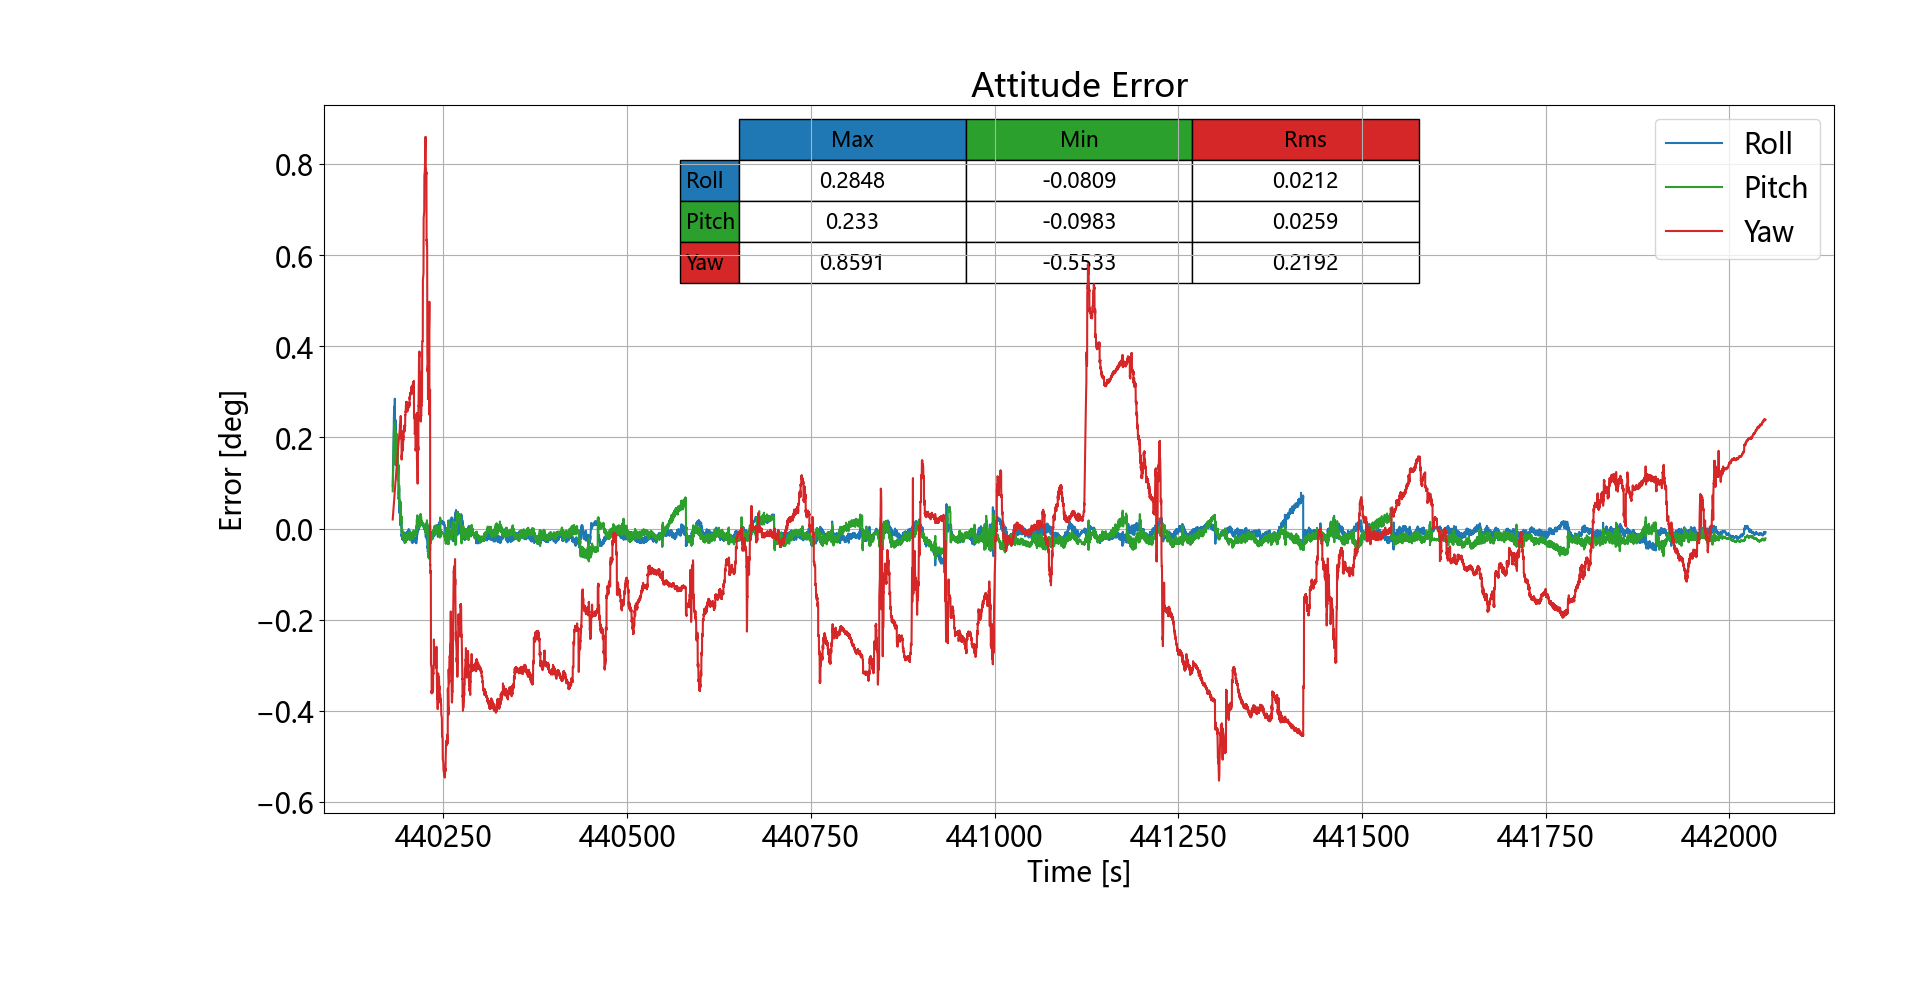 Attitude Error
Max Min Rms
Roll 0.2848 -0.0809 0.0212
Pitch 0.233 -0.0983 0.0259
Yaw 0.8591 -0.5533 0.2192
Roll
Pitch
Yaw
0.8
0.6
0.4
0.2
0.0
−0.2
−0.4
−0.6
Error [deg]
440250 440500 440750 441000 441250 441500 441750 442000
Time [s]